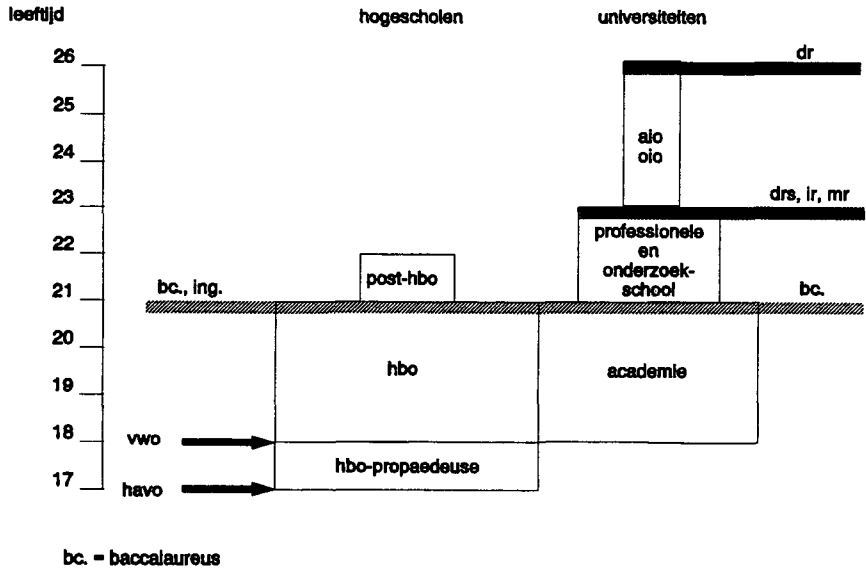 leeftijd
hogescholen
universiteiten
26
dr
25
aio
24
oio
23
drs, ir, mr
professionele
22
en
onderzoek-
post-hbo
school
bc., ing.
bc.
21
20
hbo
academie
19
vwo
18
hbo-propaedeuse
havo
17
bc. = baccalaureus